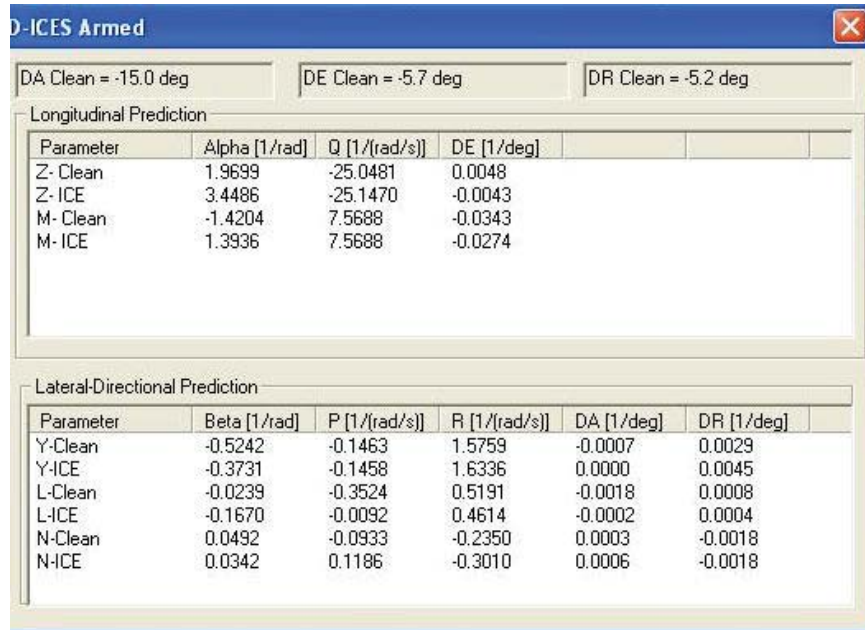 D-ICES Armed
DA Clean = -15.0 deg DE Clean = -5.7 deg DR Clean = -5.2 deg
Longitudinal Prediction
Parameter Alpha [1/rad] Q [1/(rad/s)] DE [1/deg]
Z- Clean 1.9699 -25.0481 0.0048
Z- ICE 3.4486 -25.1470 -0.0043
M- Clean -1.4204 7.5688 -0.0343
M- ICE 1.3936 7.5688 -0.0274
Lateral-Directional Prediction
Parameter Beta [1/rad] P [1/(rad/s)] R [1/(rad/s)] DA [1/deg] DR [1/deg]
Y-Clean -0.5242 -0.1463 1.5759 -0.0007 0.0029
Y-ICE -0.3731 -0.1458 1.6336 0.0000 0.0045
L-Clean -0.0239 -0.3524 0.5191 -0.0018 0.0008
L-ICE -0.1670 -0.0092 0.4614 -0.0002 0.0004
N-Clean 0.0492 -0.0933 -0.2350 0.0003 -0.0018
N-ICE 0.0342 0.1186 -0.3010 0.0006 -0.0018